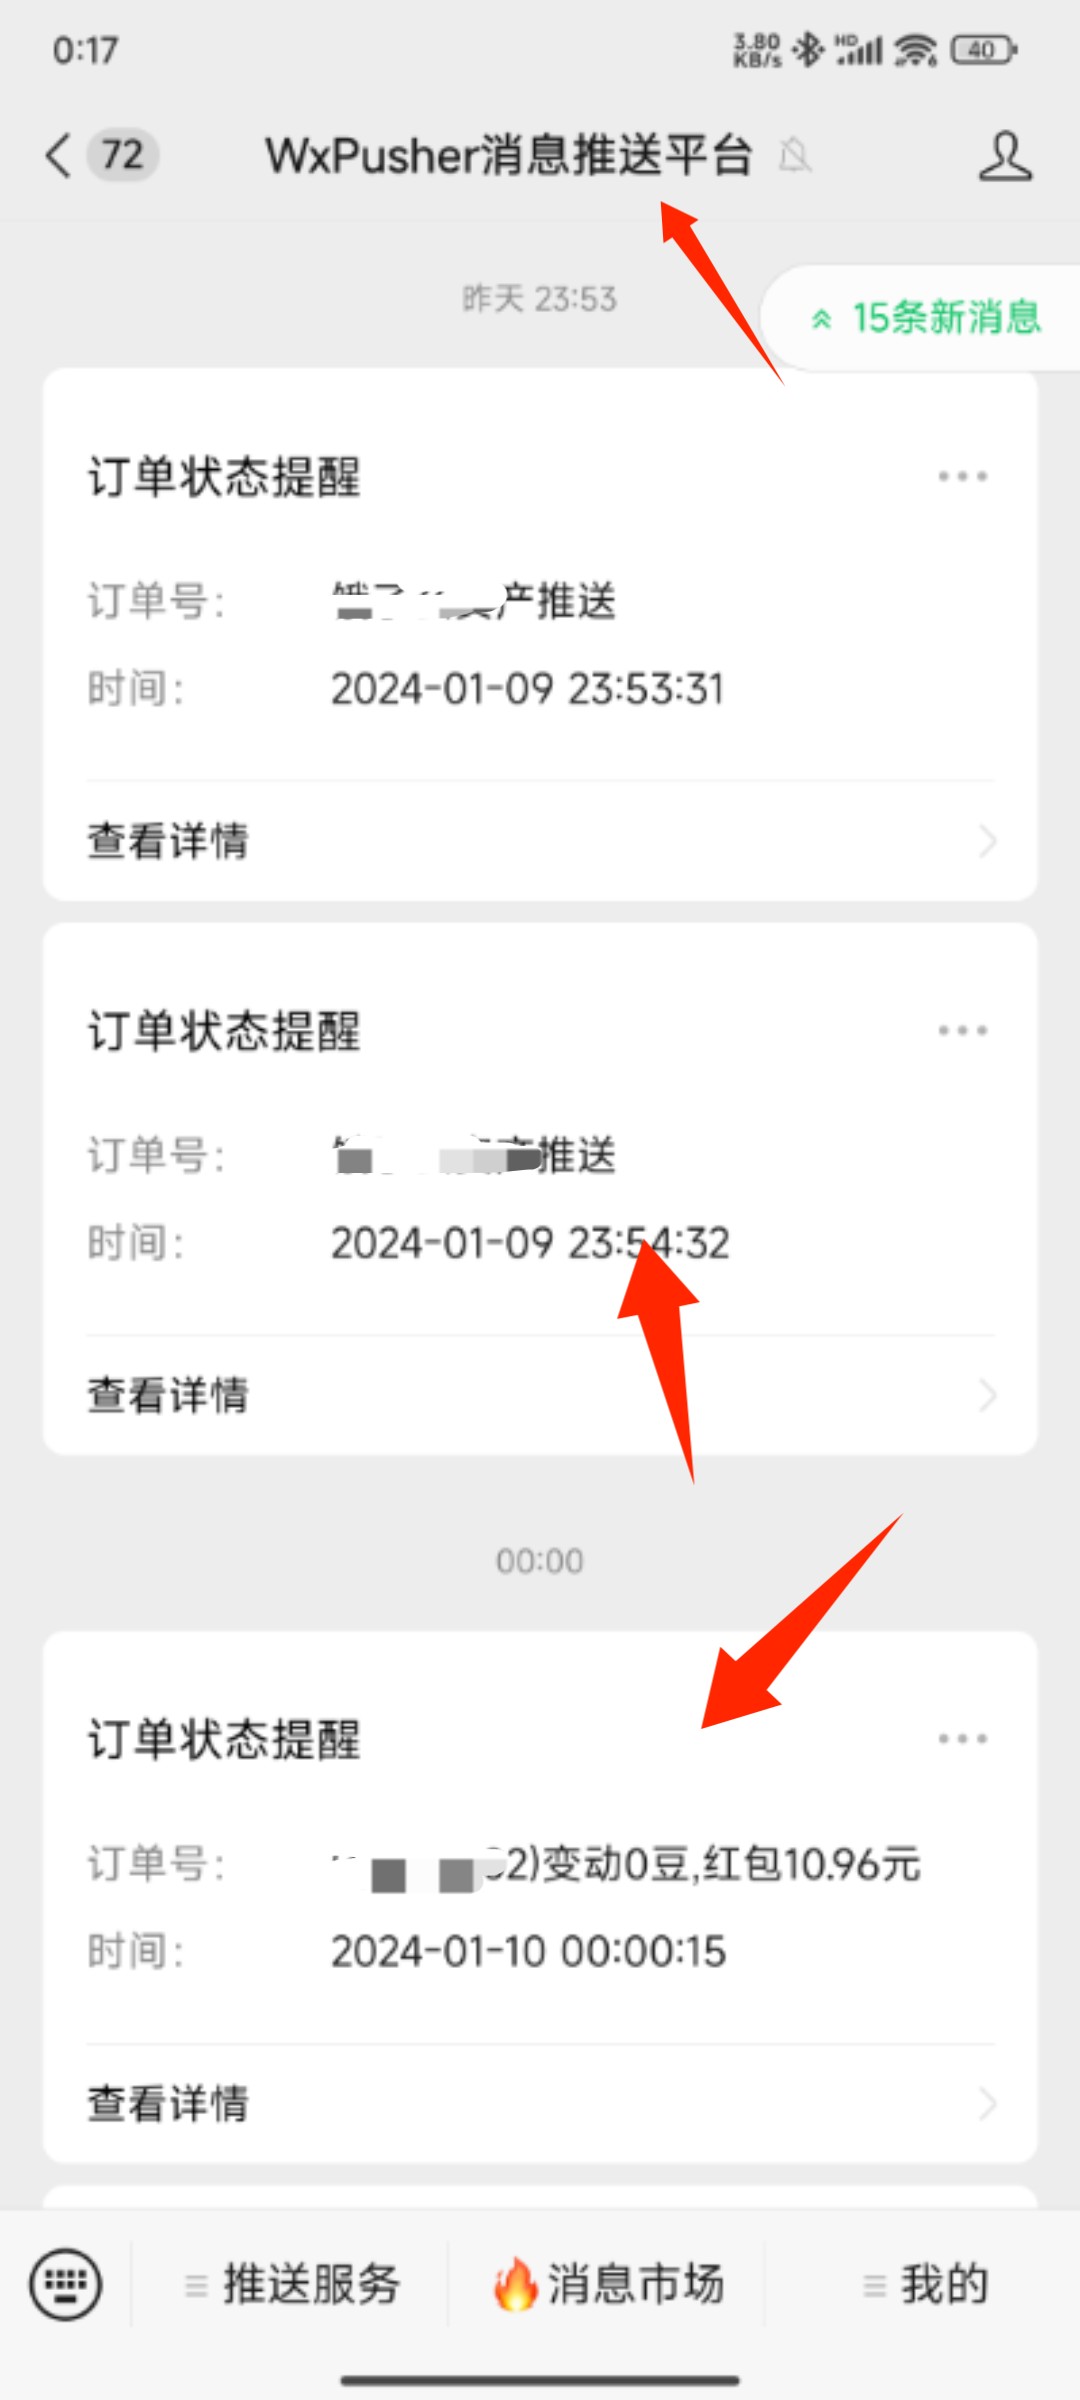 0:17
3.80 KB/s
HD
6
40
72
WxPusher消息推送平台
昨天 23:53
15条新消息
订单状态提醒
订单号: 产推送
时间: 2024-01-09 23:53:31
查看详情
订单状态提醒
订单号: 推送
时间: 2024-01-09 23:54:32
查看详情
00:00
订单状态提醒
订单号: 2)变动0豆,红包10.96元
时间: 2024-01-10 00:00:15
查看详情
推送服务
消息市场
我的